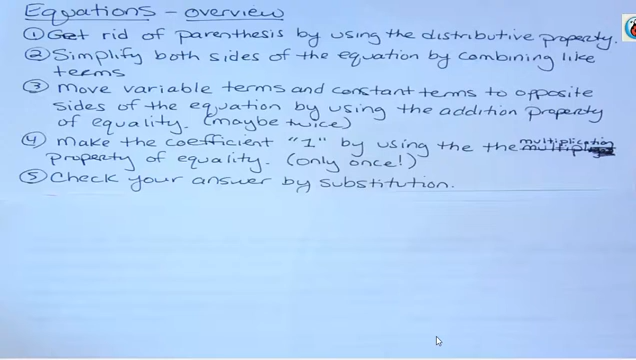 Equations - overview
① Get rid of parenthesis by using the distributive property.
② Simplify both sides of the equation by combining like
terms
③ Move variable terms and constant terms to opposite
sides of the equation by using the addition property
of equality. (maybe twice)
④ Make the coefficient "1" by using the the multiplication
property of equality. (only once!)
⑤ Check your answer by substitution.